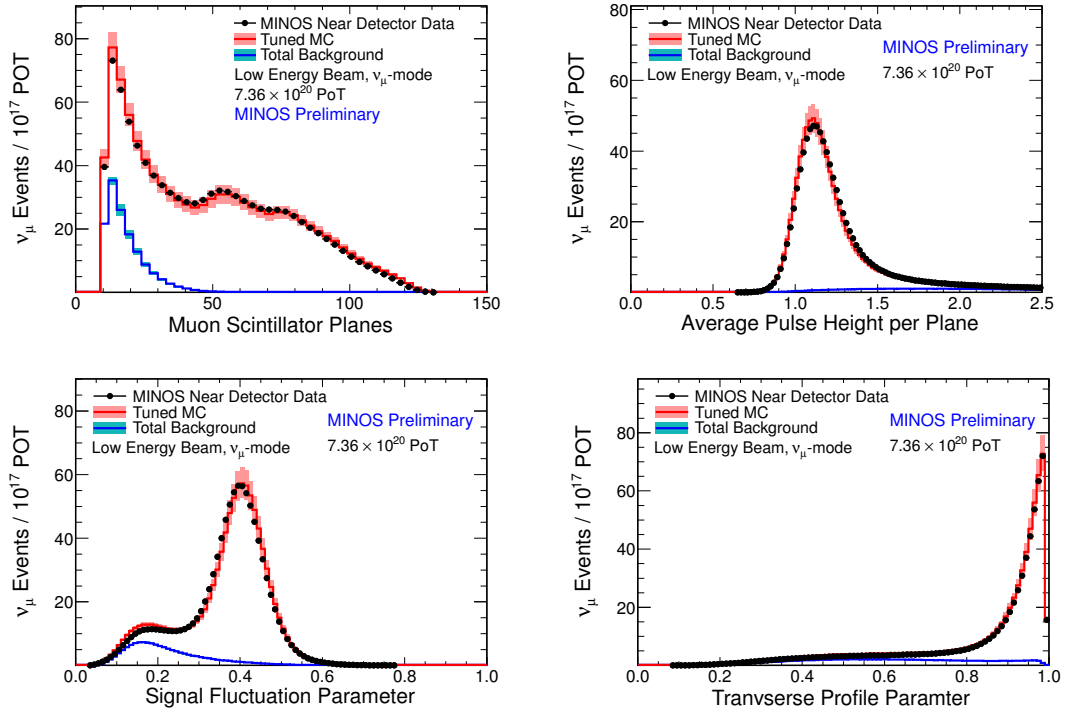 MINOS Near Detector Data
Tuned MC
Total Background
Low Energy Beam, νμ-mode
7.36 × 10²⁰ PoT
MINOS Preliminary
νμ Events / 10¹⁷ POT
80
60
40
20
0 50 100 150
Muon Scintillator Planes
MINOS Near Detector Data
Tuned MC
Total Background
Low Energy Beam, νμ-mode
MINOS Preliminary
7.36 × 10²⁰ PoT
νμ Events / 10¹⁷ POT
80
60
40
20
0.0 0.5 1.0 1.5 2.0 2.5
Average Pulse Height per Plane
MINOS Near Detector Data
Tuned MC
Total Background
Low Energy Beam, νμ-mode
MINOS Preliminary
7.36 × 10²⁰ PoT
νμ Events / 10¹⁷ POT
80
60
40
20
0.0 0.2 0.4 0.6 0.8 1.0
Signal Fluctuation Parameter
MINOS Near Detector Data
Tuned MC
Total Background
Low Energy Beam, νμ-mode
MINOS Preliminary
7.36 × 10²⁰ PoT
νμ Events / 10¹⁷ POT
80
60
40
20
0.0 0.2 0.4 0.6 0.8 1.0
Tranvserse Profile Paramter